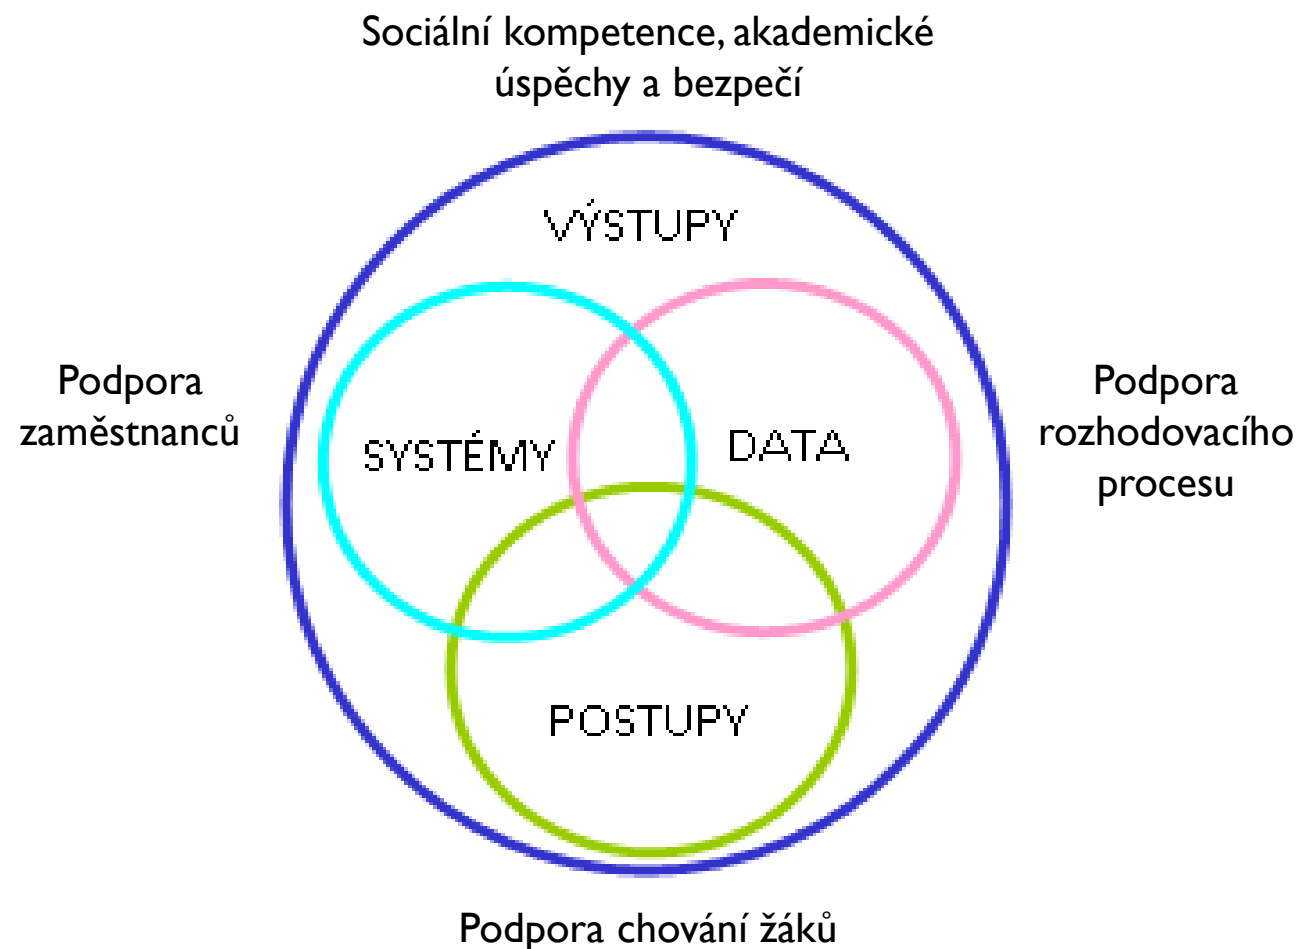 Sociální kompetence, akademické
úspěchy a bezpečí
VÝSTUPY
Podpora
zaměstnanců
SYSTÉMY
DATA
Podpora
rozhodovacího
procesu
POSTUPY
Podpora chování žáků